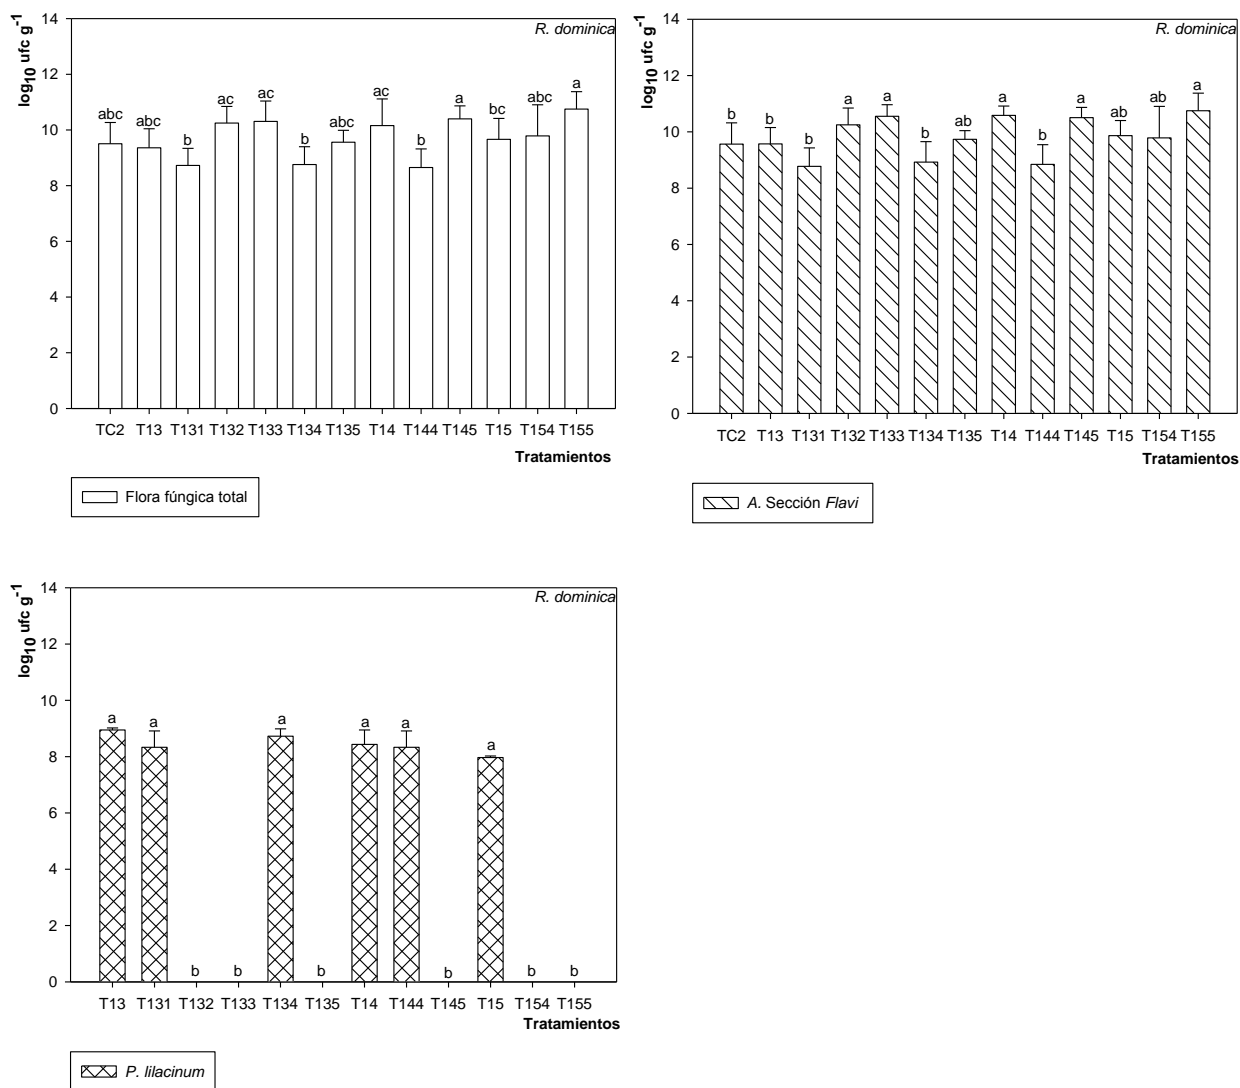 log10 ufc g-1
14
12
10
8
6
4
2
0
R. dominica
abc
abc
b
ac
ac
b
abc
ac
b
a
bc
abc
a
TC2 T13 T131 T132 T133 T134 T135 T14 T144 T145 T15 T154 T155
Tratamientos
Flora fúngica total
log10 ufc g-1
14
12
10
8
6
4
2
0
R. dominica
b
b
b
a
a
b
ab
a
b
a
ab
ab
a
TC2 T13 T131 T132 T133 T134 T135 T14 T144 T145 T15 T154 T155
Tratamientos
A. Sección Flavi
log10 ufc g-1
14
12
10
8
6
4
2
0
R. dominica
a
a
b
b
a
b
a
a
b
a
b
b
T13 T131 T132 T133 T134 T135 T14 T144 T145 T15 T154 T155
Tratamientos
P. lilacinum